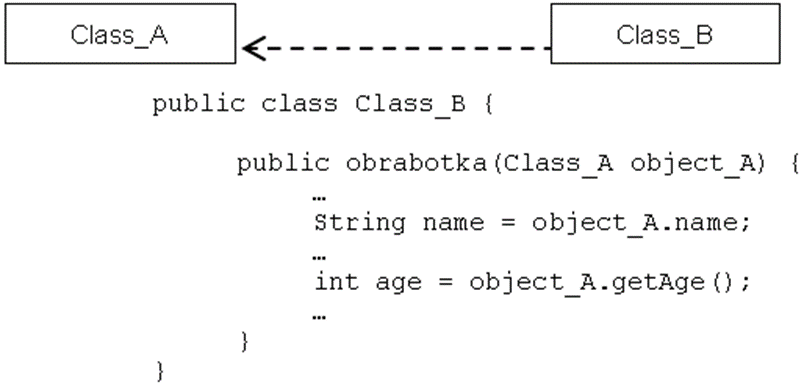 Class_A
Class_B
public class Class_B {
public obrabotka(Class_A object_A) {
…
String name = object_A.name;
…
int age = object_A.getAge();
…
}
}